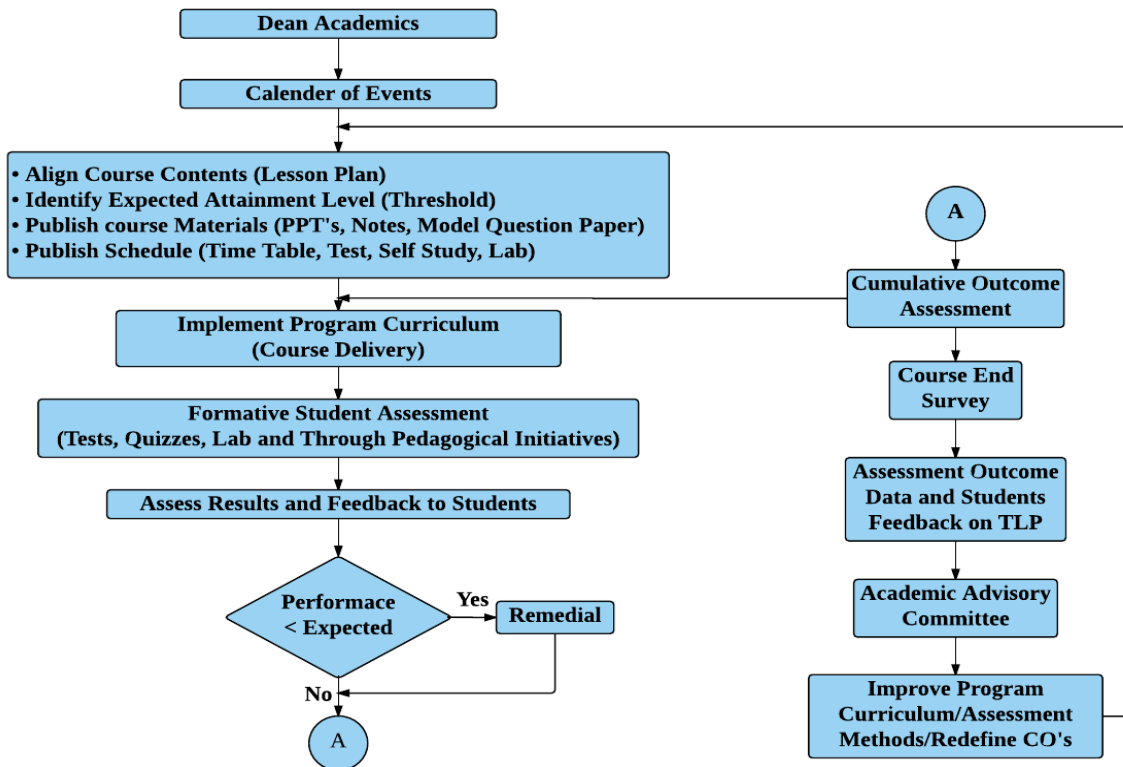 Dean Academics
Calender of Events
• Align Course Contents (Lesson Plan)
• Identify Expected Attainment Level (Threshold)
• Publish course Materials (PPT's, Notes, Model Question Paper)
• Publish Schedule (Time Table, Test, Self Study, Lab)
Implement Program Curriculum
(Course Delivery)
Formative Student Assessment
(Tests, Quizzes, Lab and Through Pedagogical Initiatives)
Assess Results and Feedback to Students
Performace
< Expected
Yes
Remedial
No
A
A
Cumulative Outcome
Assessment
Course End
Survey
Assessment Outcome
Data and Students
Feedback on TLP
Academic Advisory
Committee
Improve Program
Curriculum/Assessment
Methods/Redefine CO's